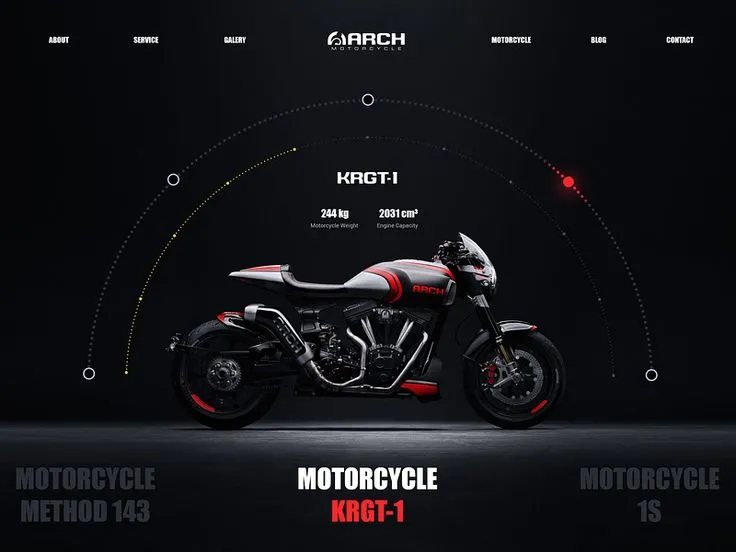 ABOUT
SERVICE
GALERY
ARCH
MOTORCYCLE
MOTORCYCLE
BLOG
CONTACT
KRGT-1
244 kg
Motorcycle Weight
2031 cm³
Engine Capacity
ARCH
MOTORCYCLE
METHOD 143
MOTORCYCLE
KRGT-1
MOTORCYCLE
1S